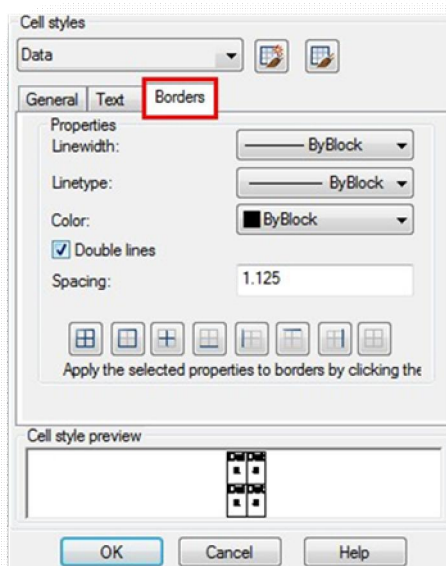 Cell styles
Data
General Text Borders
Properties
Linewidth: ByBlock
Linetype: ByBlock
Color: ByBlock
Double lines
Spacing: 1.125
Apply the selected properties to borders by clicking the
Cell style preview
OK Cancel Help